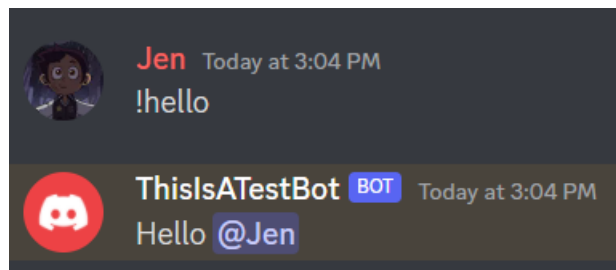 Jen Today at 3:04 PM
!hello
ThisIsATestBot BOT Today at 3:04 PM
Hello @Jen